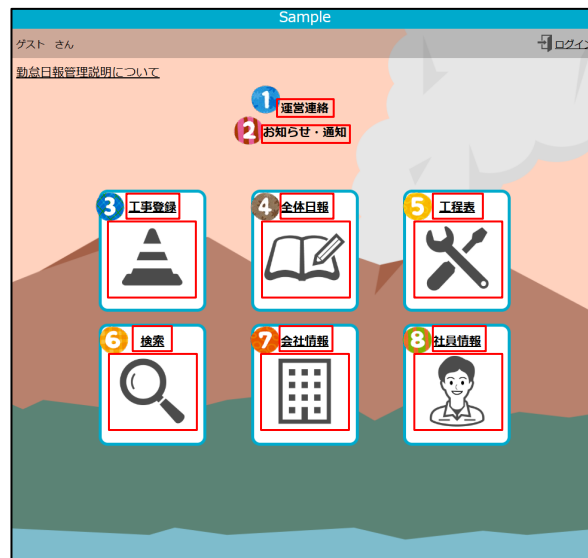 Sample
ゲスト さん
ログイン
勤怠日報管理説明について
1 運営連絡
2 お知らせ・通知
3 工事登録
4 全体日報
5 工程表
6 検索
7 会社情報
8 社員情報